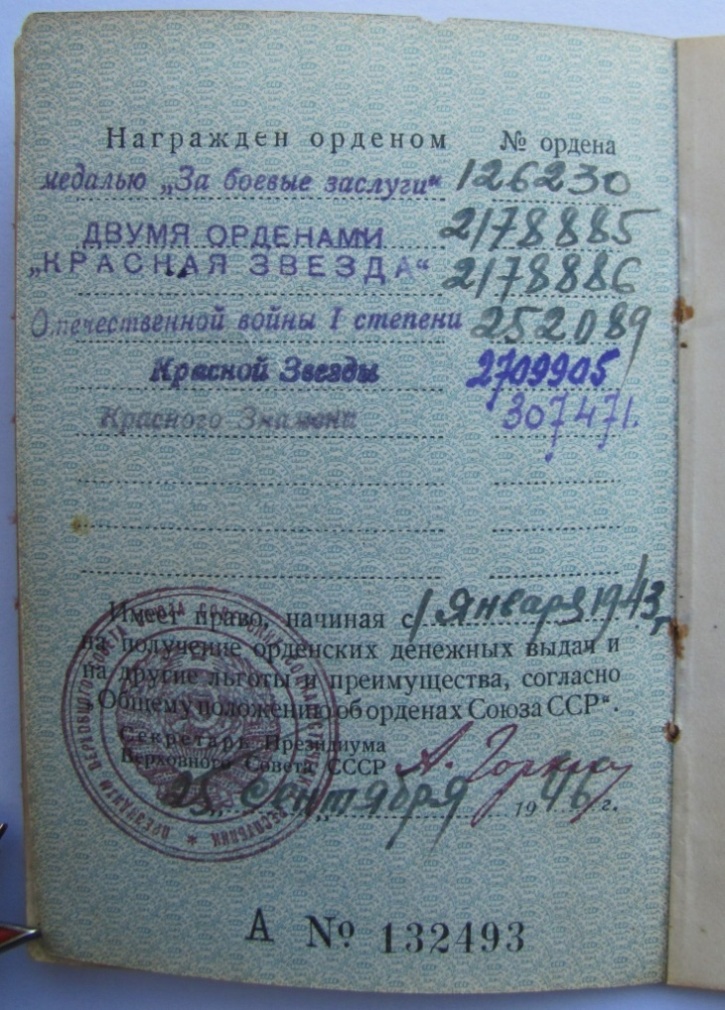 Награжден орденом № ордена
медалью „За боевые заслуги“ 126230
ДВУМЯ ОРДЕНАМИ 2178885
„КРАСНАЯ ЗВЕЗДА“ 2178886
Отечественной войны I степени 252089
Красной Звезды 2709905
Красного Знамени 307471.
Имеет право, начиная с 1 Января 1943 г
на получение орденских денежных выдач и
на другие льготы и преимущества, согласно
„Общему положению об орденах Союза ССР“.
Секретарь Президиума
Верховного Совета СССР А. Горкин
25 „ Сентября 1946 г.
А № 132493